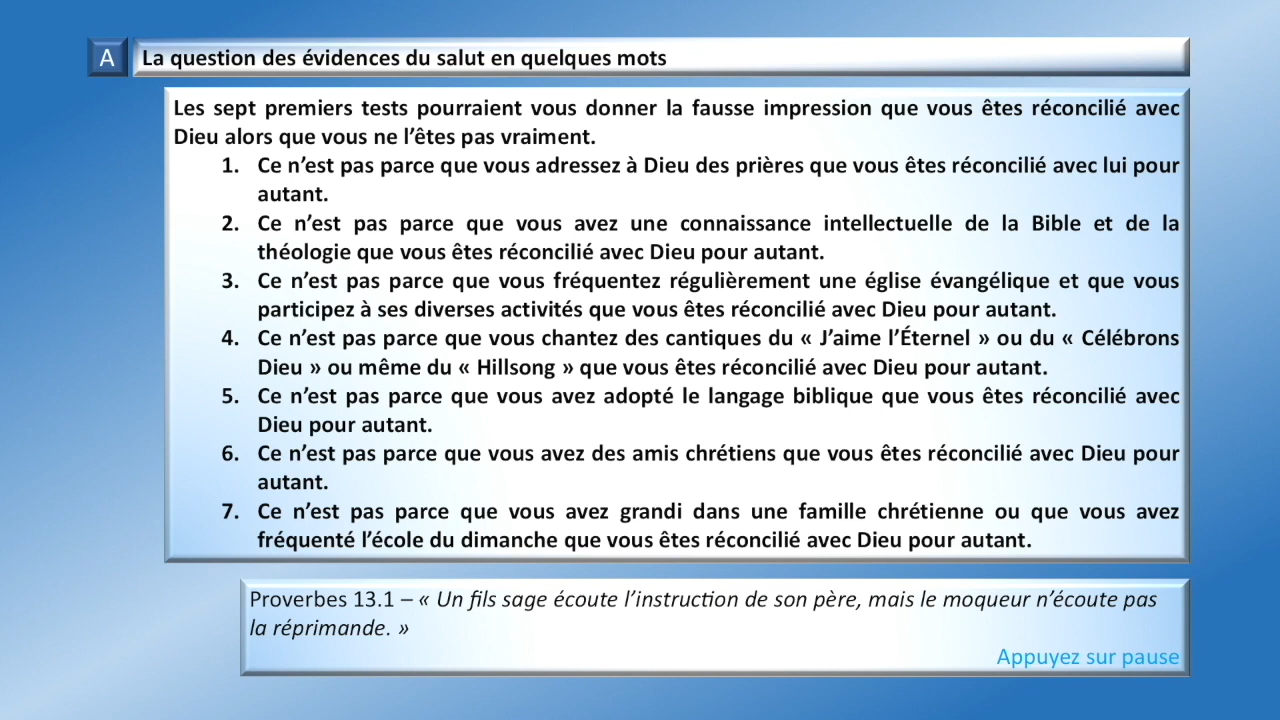 A La question des évidences du salut en quelques mots
Les sept premiers tests pourraient vous donner la fausse impression que vous êtes réconcilié avec
Dieu alors que vous ne l’êtes pas vraiment.
1. Ce n’est pas parce que vous adressez à Dieu des prières que vous êtes réconcilié avec lui pour
autant.
2. Ce n’est pas parce que vous avez une connaissance intellectuelle de la Bible et de la
théologie que vous êtes réconcilié avec Dieu pour autant.
3. Ce n’est pas parce que vous fréquentez régulièrement une église évangélique et que vous
participez à ses diverses activités que vous êtes réconcilié avec Dieu pour autant.
4. Ce n’est pas parce que vous chantez des cantiques du « J’aime l’Éternel » ou du « Célébrons
Dieu » ou même du « Hillsong » que vous êtes réconcilié avec Dieu pour autant.
5. Ce n’est pas parce que vous avez adopté le langage biblique que vous êtes réconcilié avec
Dieu pour autant.
6. Ce n’est pas parce que vous avez des amis chrétiens que vous êtes réconcilié avec Dieu pour
autant.
7. Ce n’est pas parce que vous avez grandi dans une famille chrétienne ou que vous avez
fréquenté l’école du dimanche que vous êtes réconcilié avec Dieu pour autant.
Proverbes 13.1 – « Un fils sage écoute l’instruction de son père, mais le moqueur n’écoute pas
la réprimande. »
Appuyez sur pause